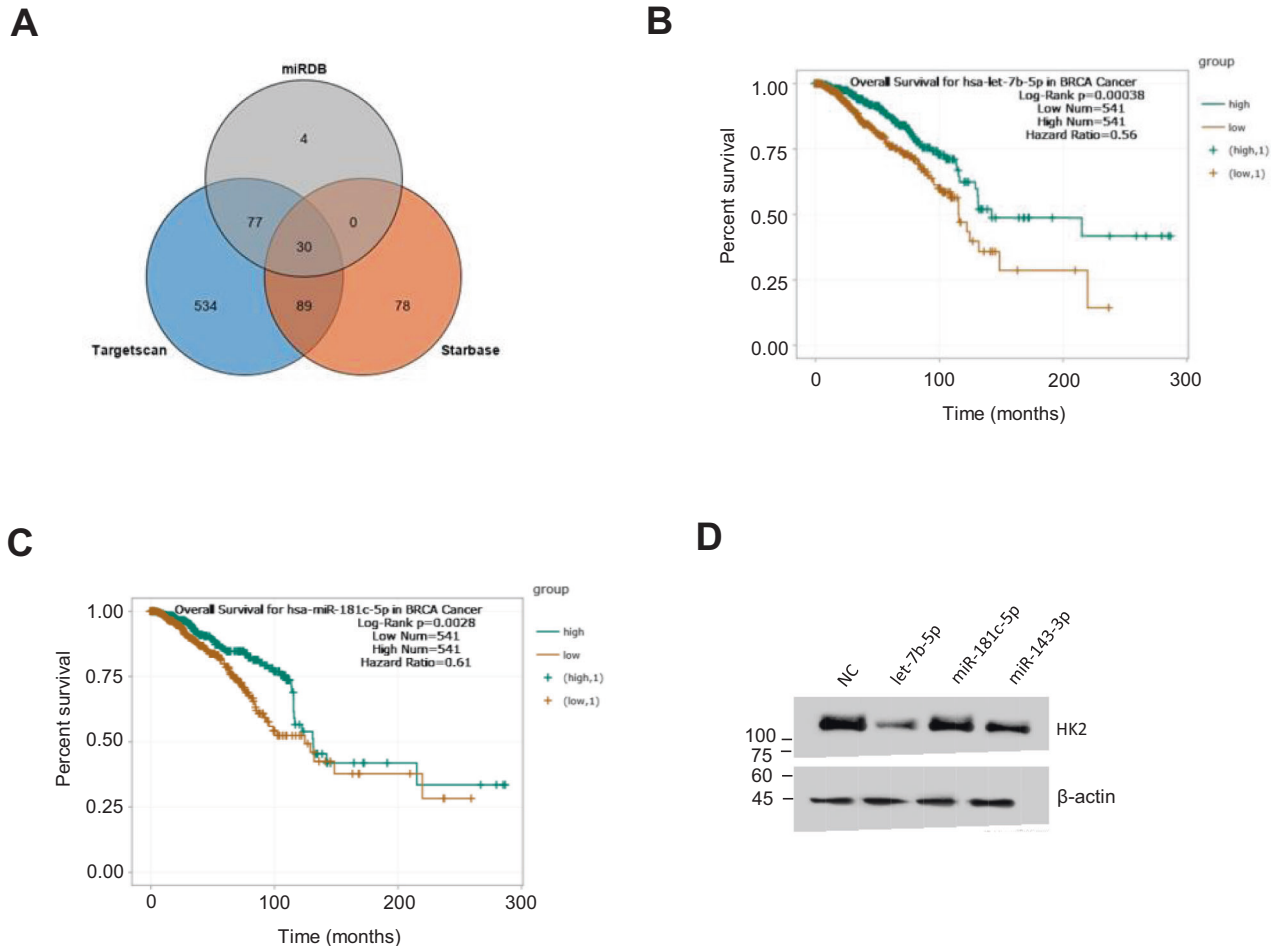 A
miRDB
4
77
0
30
534
89
78
Targetscan
Starbase
B
Overall Survival for hsa-let-7b-5p in BRCA Cancer
Log-Rank p=0.00038
Low Num=541
High Num=541
Hazard Ratio=0.56
group
high
low
(high,1)
(low,1)
1.00
0.75
0.50
0.25
0.00
Percent survival
0
100
200
300
Time (months)
C
Overall Survival for hsa-miR-181c-5p in BRCA Cancer
Log-Rank p=0.0028
Low Num=541
High Num=541
Hazard Ratio=0.61
group
high
low
(high,1)
(low,1)
1.00
0.75
0.50
0.25
0.00
Percent survival
0
100
200
300
Time (months)
D
NC
let-7b-5p
miR-181c-5p
miR-143-3p
100
75
60
45
HK2
β-actin